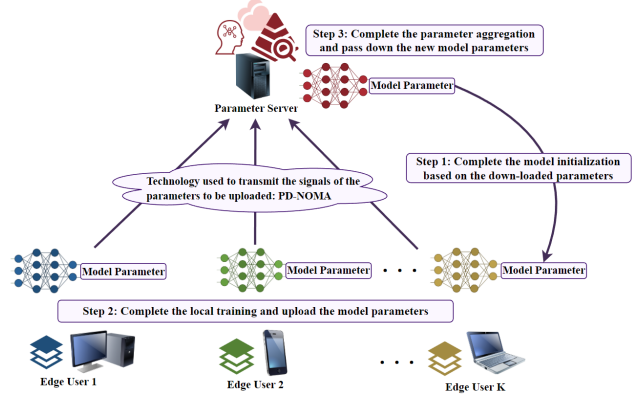 Step 3: Complete the parameter aggregation
and pass down the new model parameters
Model Parameter
Parameter Server
Step 1: Complete the model initialization
based on the down-loaded parameters
Technology used to transmit the signals of the
parameters to be uploaded: PD-NOMA
Model Parameter
Model Parameter
Model Parameter
Step 2: Complete the local training and upload the model parameters
Edge User 1
Edge User 2
Edge User K